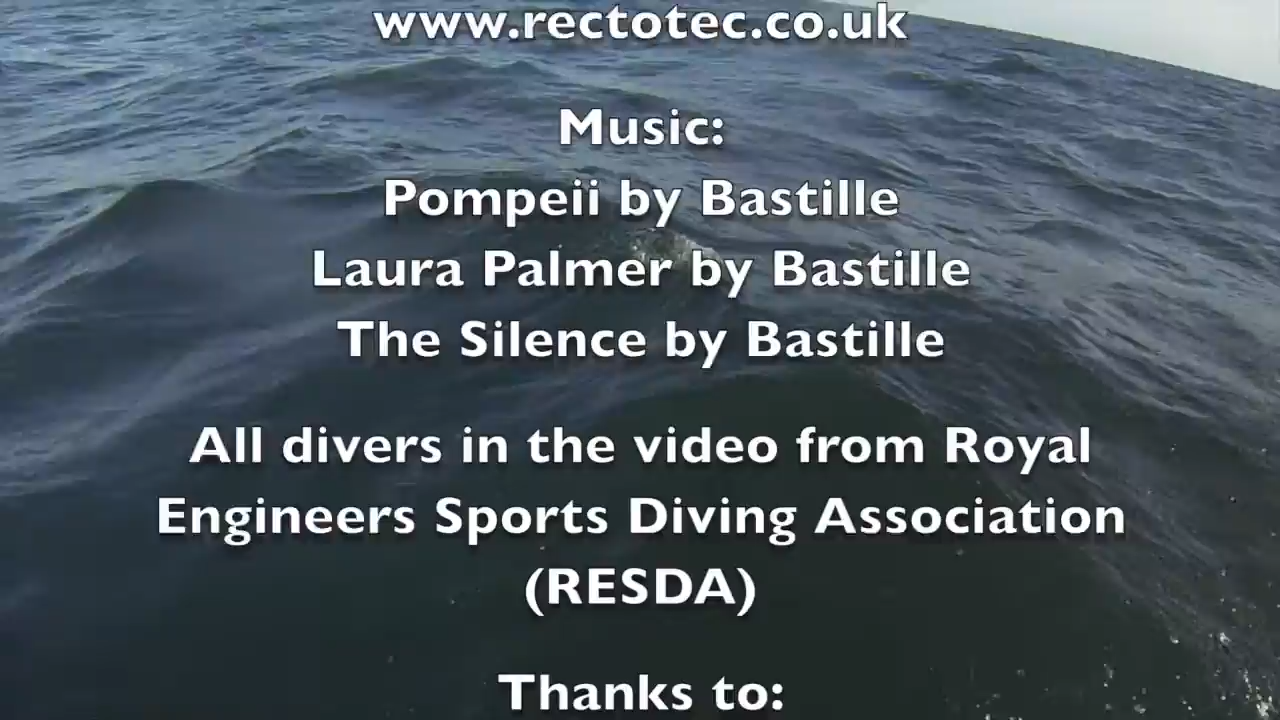 www.rectotec.co.uk
Music:
Pompeii by Bastille
Laura Palmer by Bastille
The Silence by Bastille
All divers in the video from Royal
Engineers Sports Diving Association
(RESDA)
Thanks to: